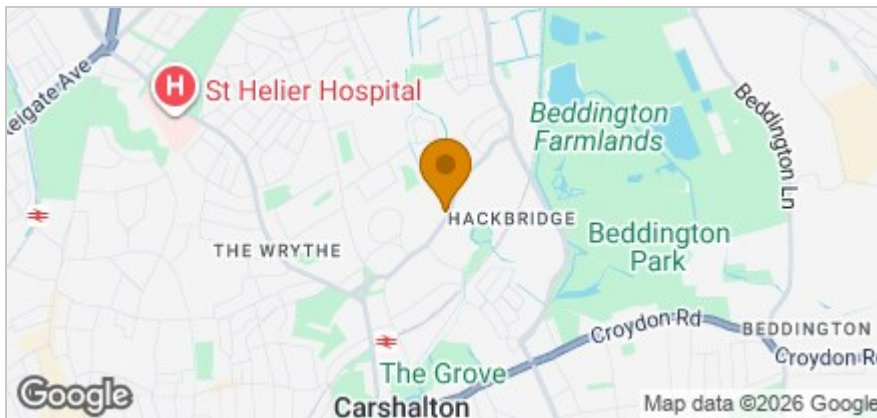 Reigate Ave
H
St Helier Hospital
Beddington
Farmlands
Beddington Ln
HACKBRIDGE
THE WRYTHE
Beddington
Park
Croydon Rd
BEDDINGTON
Croydon R
The Grove
Carshalton
Google
Map data ©2026 Google